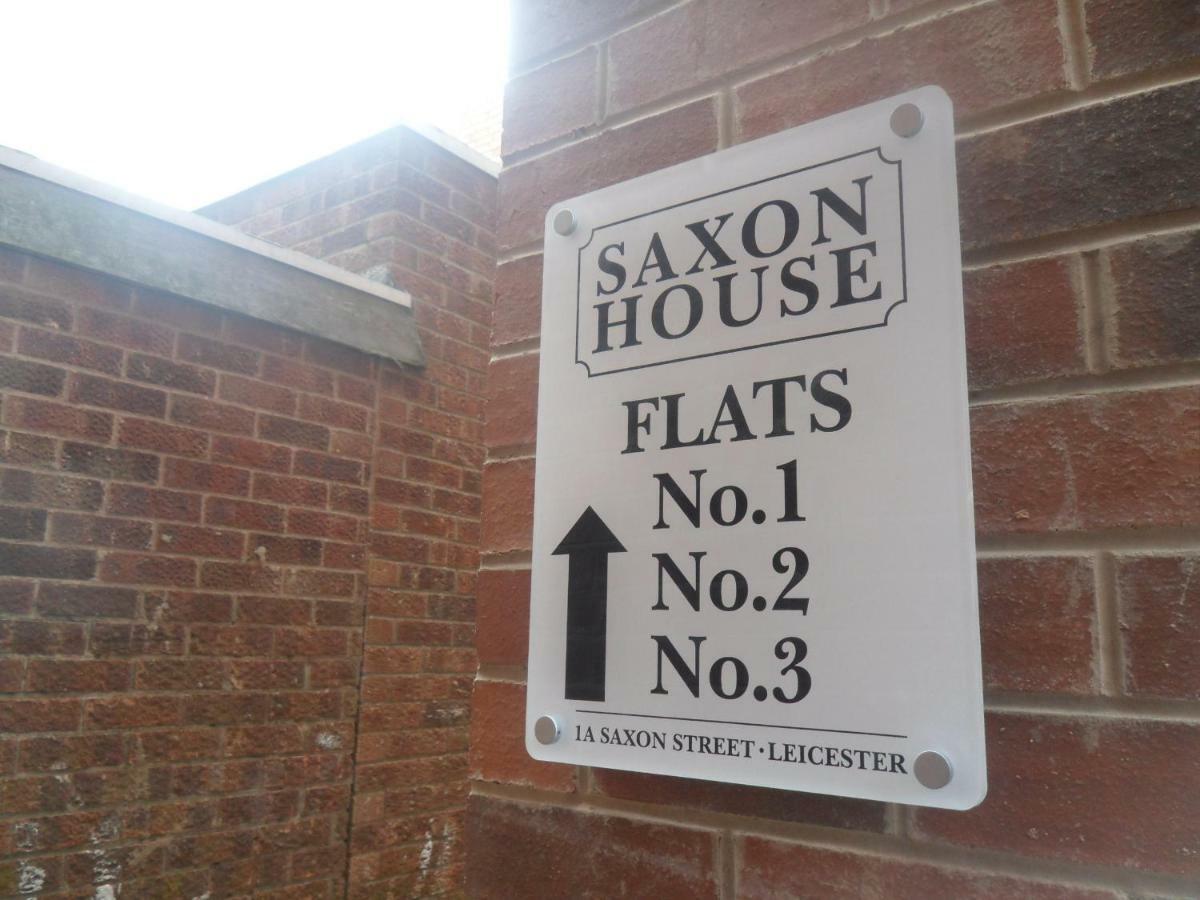 SAXON
HOUSE
FLATS
No.1
No.2
No.3
1A SAXON STREET · LEICESTER